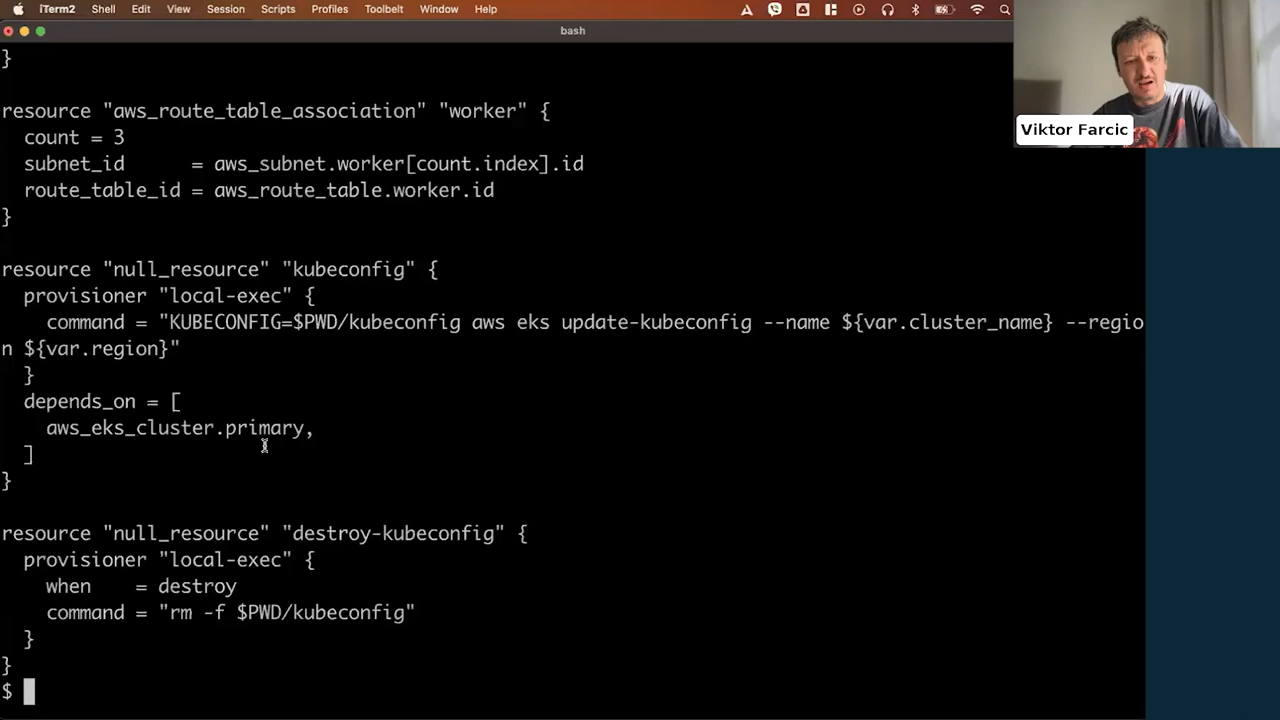 iTerm2 Shell Edit View Session Scripts Profiles Toolbelt Window Help
bash
}
resource "aws_route_table_association" "worker" {
  count = 3
  subnet_id      = aws_subnet.worker[count.index].id
  route_table_id = aws_route_table.worker.id
}
resource "null_resource" "kubeconfig" {
  provisioner "local-exec" {
    command = "KUBECONFIG=$PWD/kubeconfig aws eks update-kubeconfig --name ${var.cluster_name} --regio
n ${var.region}"
  }
  depends_on = [
    aws_eks_cluster.primary,
  ]
}
resource "null_resource" "destroy-kubeconfig" {
  provisioner "local-exec" {
    when    = destroy
    command = "rm -f $PWD/kubeconfig"
  }
}
$
Viktor Farcic